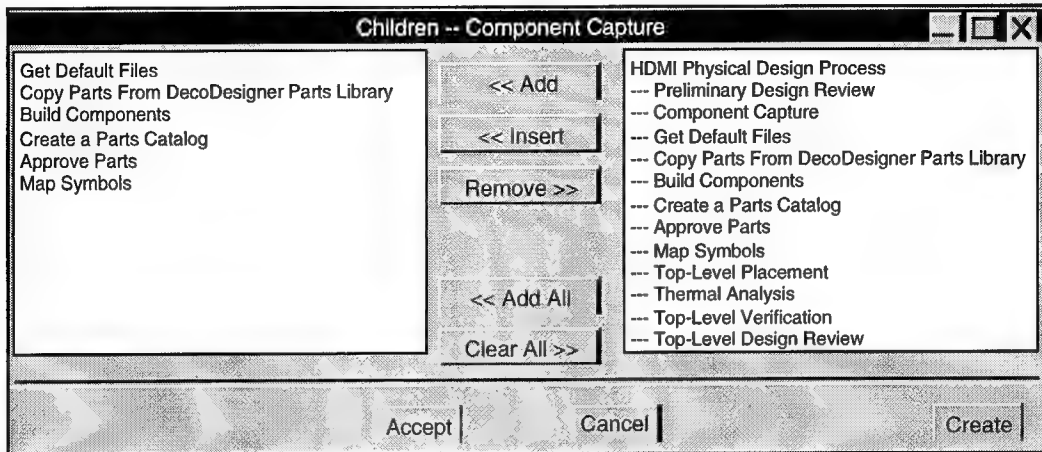 Children -- Component Capture
Get Default Files
Copy Parts From DecoDesigner Parts Library
Build Components
Create a Parts Catalog
Approve Parts
Map Symbols
<< Add
<< Insert
Remove >>
<< Add All
Clear All >>
HDMI Physical Design Process
--- Preliminary Design Review
--- Component Capture
--- Get Default Files
--- Copy Parts From DecoDesigner Parts Library
--- Build Components
--- Create a Parts Catalog
--- Approve Parts
--- Map Symbols
--- Top-Level Placement
--- Thermal Analysis
--- Top-Level Verification
--- Top-Level Design Review
Accept
Cancel
Create